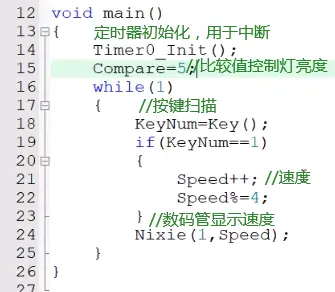 12 void main()
13 { 定时器初始化，用于中断
14 Timer0_Init();
15 Compare=5;//比较值控制灯亮度
16 while(1)
17 { //按键扫描
18 KeyNum=Key();
19 if(KeyNum==1)
20 {
21 Speed++; //速度
22 Speed%=4;
23 } //数码管显示速度
24 Nixie(1,Speed);
25 }
26 }
27